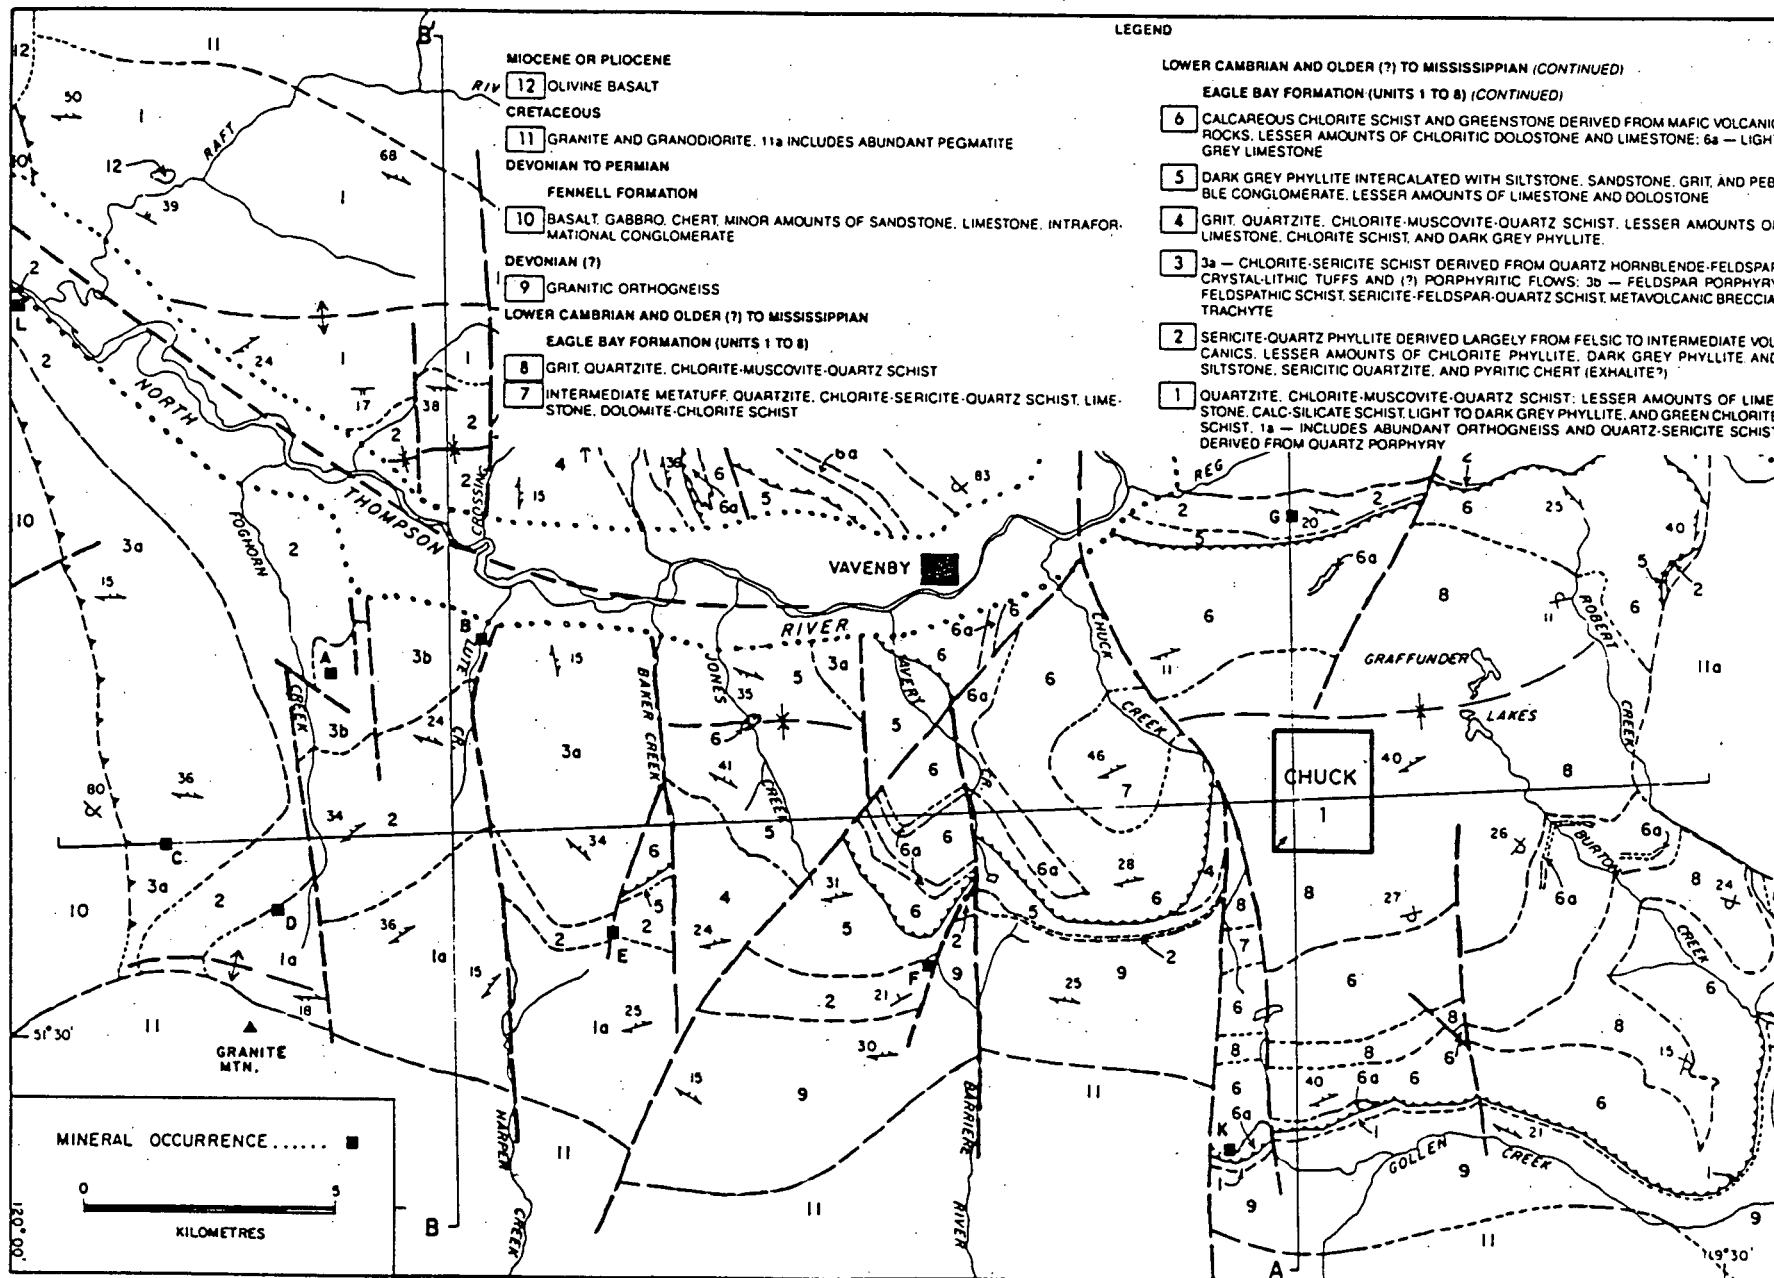 LEGEND
MIOCENE OR PLIOCENE
12 OLIVINE BASALT
CRETACEOUS
11 GRANITE AND GRANODIORITE. 11a INCLUDES ABUNDANT PEGMATITE
DEVONIAN TO PERMIAN
FENNELL FORMATION
10 BASALT, GABBRO, CHERT, MINOR AMOUNTS OF SANDSTONE, LIMESTONE, INTRAFOR-
MATIONAL CONGLOMERATE
DEVONIAN (?)
9 GRANITIC ORTHOGNEISS
LOWER CAMBRIAN AND OLDER (?) TO MISSISSIPPIAN
EAGLE BAY FORMATION (UNITS 1 TO 8)
8 GRIT, QUARTZITE, CHLORITE-MUSCOVITE-QUARTZ SCHIST
7 INTERMEDIATE METATUFF, QUARTZITE, CHLORITE-SERICITE-QUARTZ SCHIST, LIME-
STONE, DOLOMITE-CHLORITE SCHIST
LOWER CAMBRIAN AND OLDER (?) TO MISSISSIPPIAN (CONTINUED)
EAGLE BAY FORMATION (UNITS 1 TO 8) (CONTINUED)
6 CALCAREOUS CHLORITE SCHIST AND GREENSTONE DERIVED FROM MAFIC VOLCANIC
ROCKS, LESSER AMOUNTS OF CHLORITIC DOLOSTONE AND LIMESTONE; 6a — LIGHT
GREY LIMESTONE
5 DARK GREY PHYLLITE INTERCALATED WITH SILTSTONE, SANDSTONE, GRIT, AND PEB-
BLE CONGLOMERATE, LESSER AMOUNTS OF LIMESTONE AND DOLOSTONE
4 GRIT, QUARTZITE, CHLORITE-MUSCOVITE-QUARTZ SCHIST, LESSER AMOUNTS OF
LIMESTONE, CHLORITE SCHIST, AND DARK GREY PHYLLITE.
3 3a — CHLORITE-SERICITE SCHIST DERIVED FROM QUARTZ HORNBLENDE-FELDSPAR
CRYSTAL-LITHIC TUFFS AND (?) PORPHYRITIC FLOWS; 3b — FELDSPAR PORPHYRY
FELDSPATHIC SCHIST, SERICITE-FELDSPAR-QUARTZ SCHIST, METAVOLCANIC BRECCIA
TRACHYTE
2 SERICITE-QUARTZ PHYLLITE DERIVED LARGELY FROM FELSIC TO INTERMEDIATE VOL-
CANICS, LESSER AMOUNTS OF CHLORITE PHYLLITE, DARK GREY PHYLLITE AND
SILTSTONE, SERICITIC QUARTZITE, AND PYRITIC CHERT (EXHALITE?)
1 QUARTZITE, CHLORITE-MUSCOVITE-QUARTZ SCHIST; LESSER AMOUNTS OF LIME-
STONE, CALC-SILICATE SCHIST, LIGHT TO DARK GREY PHYLLITE, AND GREEN CHLORITE
SCHIST. 1a — INCLUDES ABUNDANT ORTHOGNEISS AND QUARTZ-SERICITE SCHIST
DERIVED FROM QUARTZ PORPHYRY
RAFT
RIV
NORTH
THOMPSON
RIVER
CROSSING
REG
FOGHORN
CREEK
VAVENBY
LUTE
CR.
BAKER CREEK
JONES
CREEK
AVERY
CR.
CHUCK
CREEK
GRAFFUNDER
LAKES
ROBERT
CREEK
CHUCK
1
BURTON
CREEK
51°30'
GRANITE
MTN.
HARPER
CREEK
BARRIERE
RIVER
GOLLEN
CREEK
MINERAL OCCURRENCE......
0 5
KILOMETRES
120°00'
119°30'
B
B
A